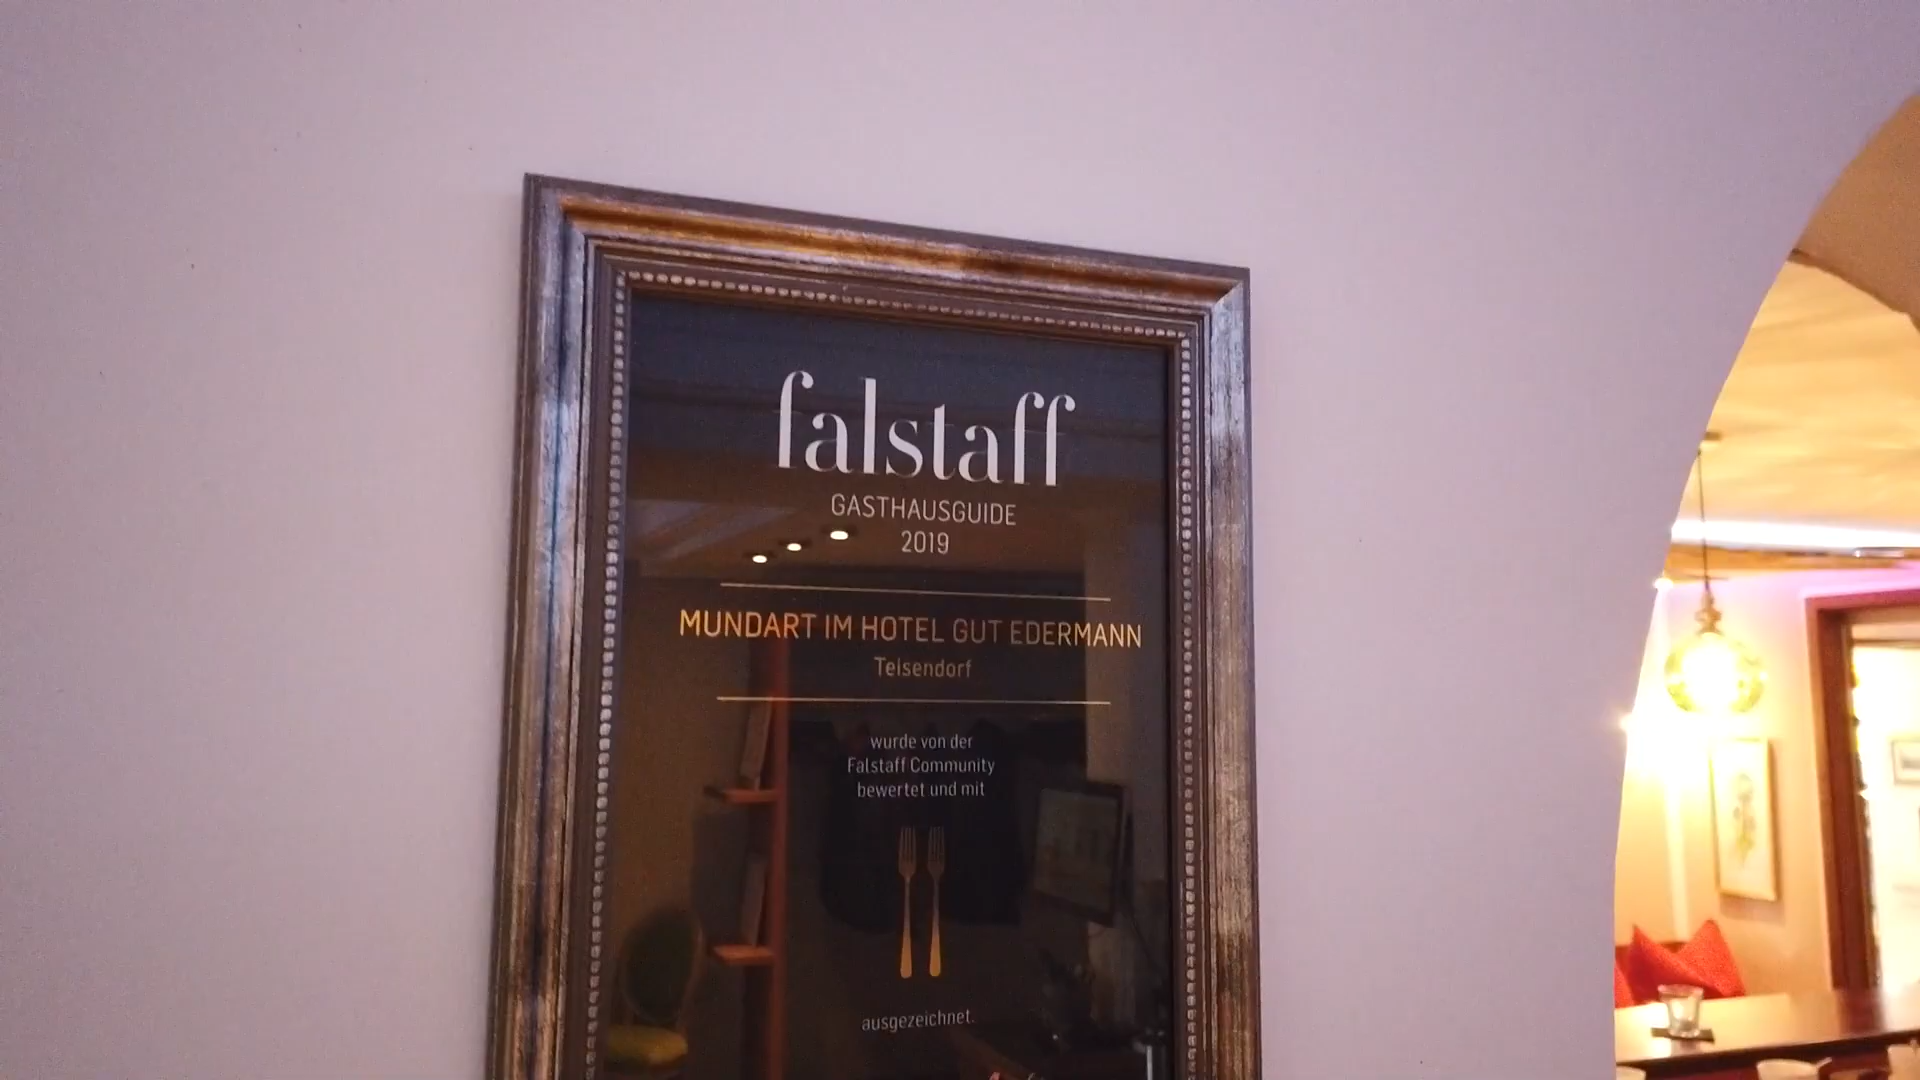 falstaff
GASTHAUSGUIDE
2019
MUNDART IM HOTEL GUT EDERMANN
Teisendorf
wurde von der
Falstaff Community
bewertet und mit
ausgezeichnet.